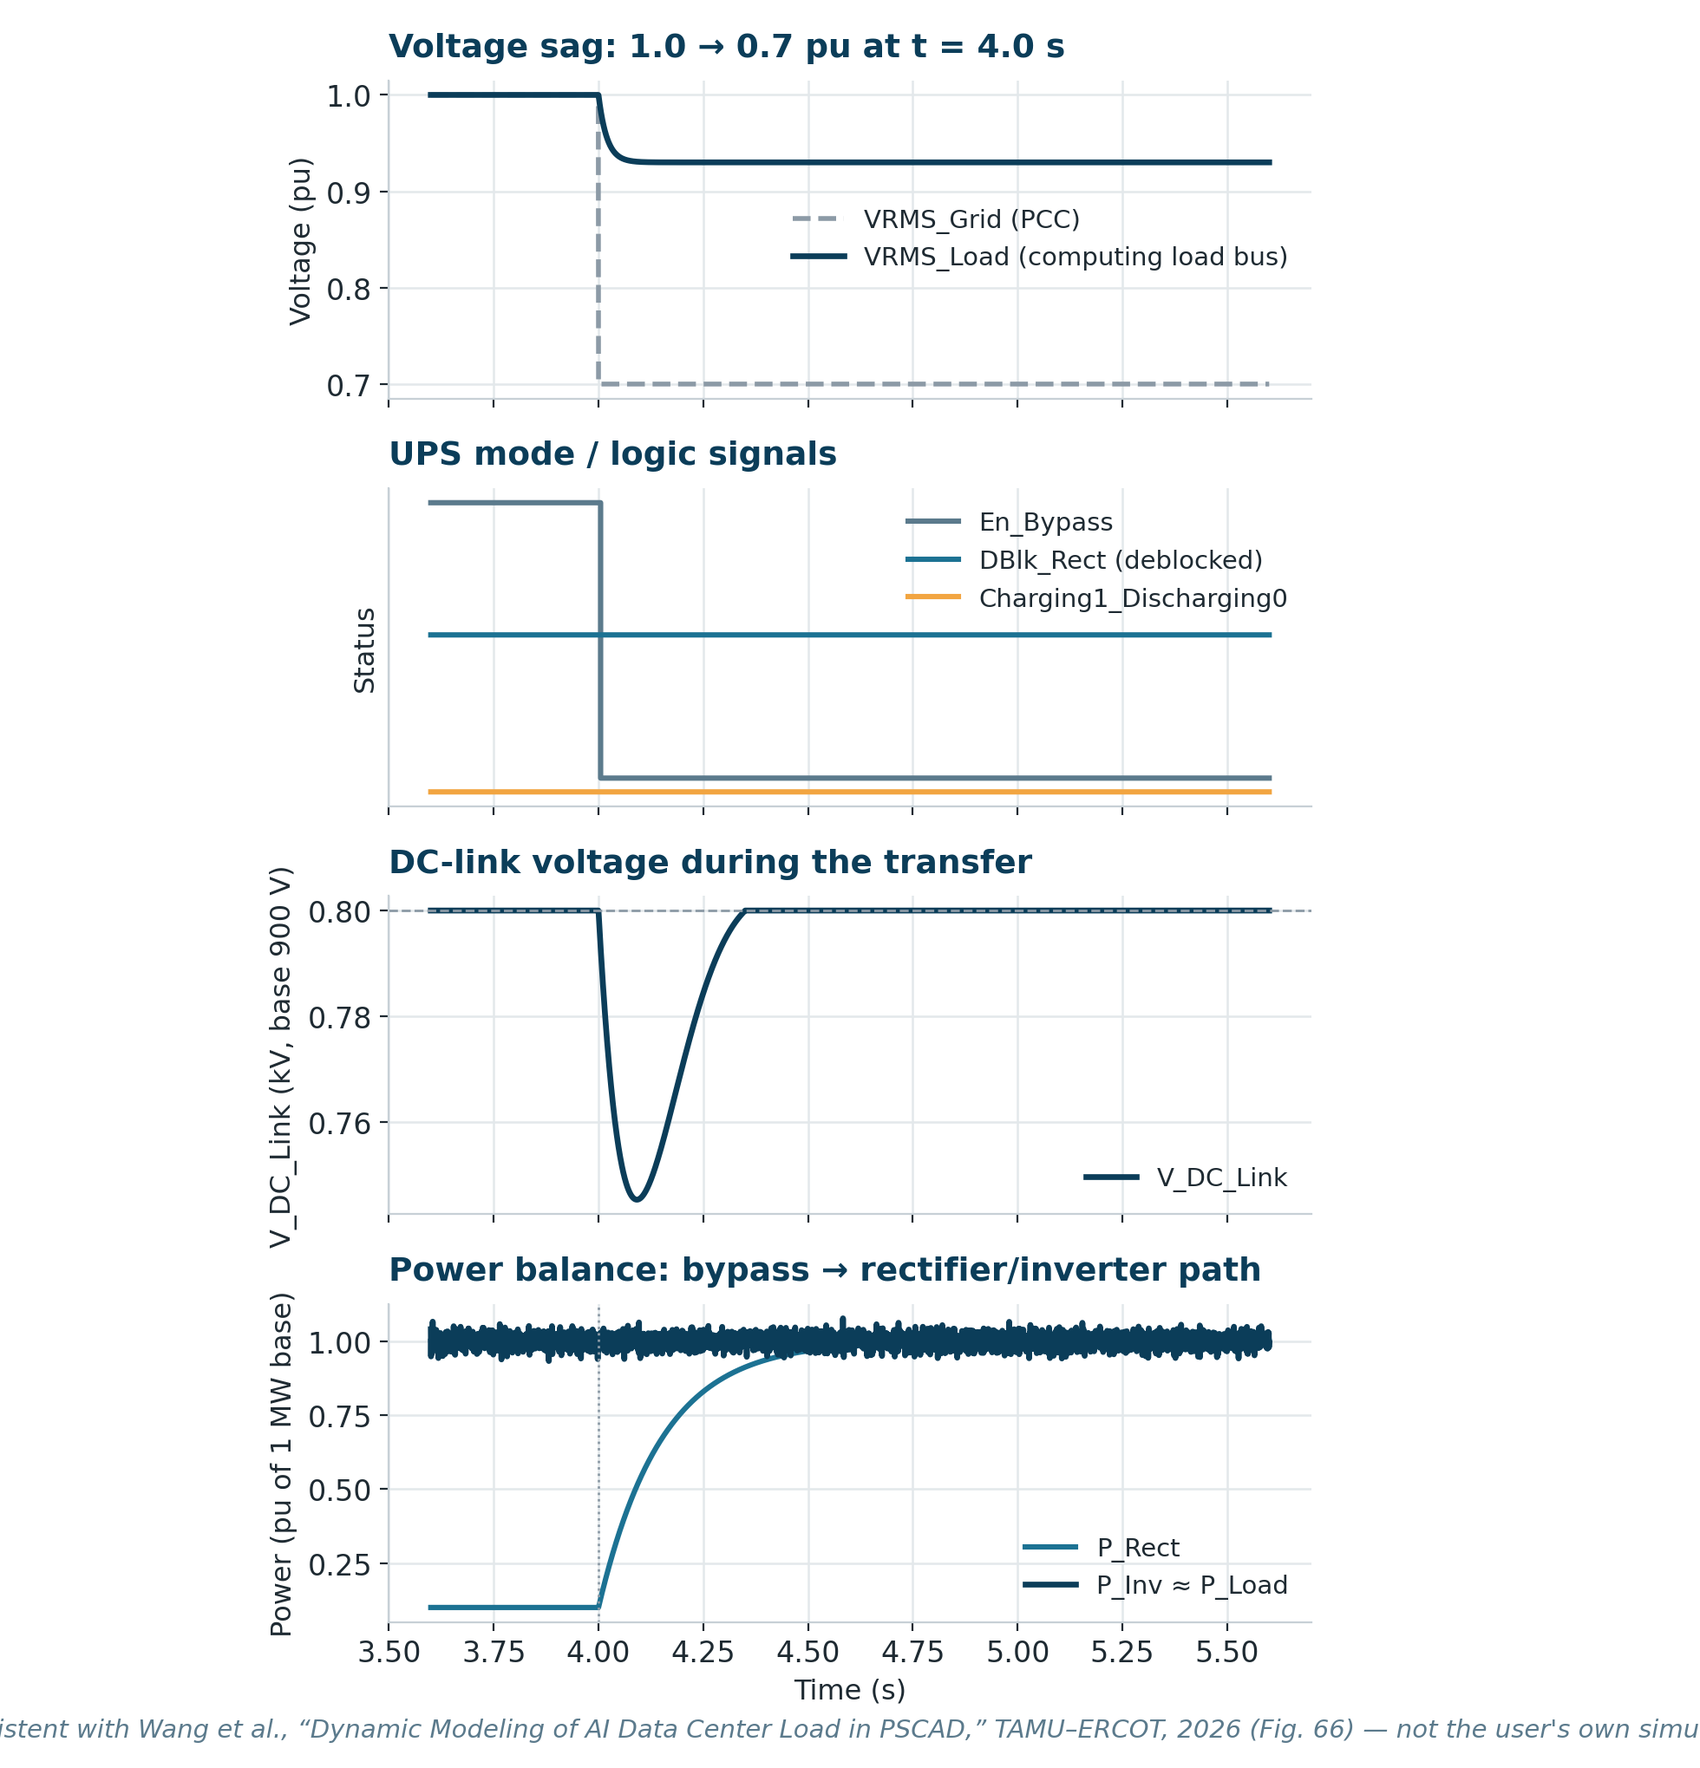 Voltage sag: 1.0 → 0.7 pu at t = 4.0 s
Voltage (pu)
1.0
0.9
0.8
0.7
VRMS_Grid (PCC)
VRMS_Load (computing load bus)
UPS mode / logic signals
Status
En_Bypass
DBlk_Rect (deblocked)
Charging1_Discharging0
DC-link voltage during the transfer
V_DC_Link (kV, base 900 V)
0.80
0.78
0.76
V_DC_Link
Power balance: bypass → rectifier/inverter path
Power (pu of 1 MW base)
1.00
0.75
0.50
0.25
P_Rect
P_Inv ≈ P_Load
3.50 3.75 4.00 4.25 4.50 4.75 5.00 5.25 5.50
Time (s)
istent with Wang et al., “Dynamic Modeling of AI Data Center Load in PSCAD,” TAMU–ERCOT, 2026 (Fig. 66) — not the user's own simu